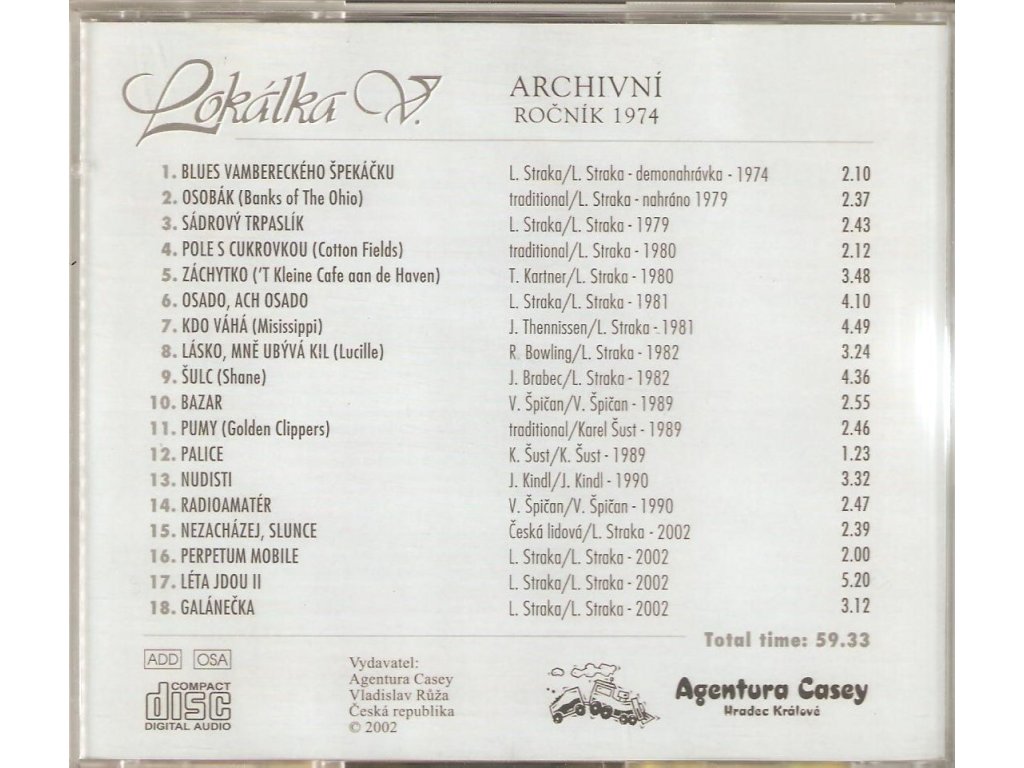 Lokálka V.
ARCHIVNÍ
ROČNÍK 1974
1. BLUES VAMBERECKÉHO ŠPEKÁČKU L. Straka/L. Straka - demonahrávka - 1974 2.10
2. OSOBÁK (Banks of The Ohio) traditional/L. Straka - nahráno 1979 2.37
3. SÁDROVÝ TRPASLÍK L. Straka/L. Straka - 1979 2.43
4. POLE S CUKROVKOU (Cotton Fields) traditional/L. Straka - 1980 2.12
5. ZÁCHYTKO ('T Kleine Cafe aan de Haven) T. Kartner/L. Straka - 1980 3.48
6. OSADO, ACH OSADO L. Straka/L. Straka - 1981 4.10
7. KDO VÁHÁ (Misissippi) J. Thennissen/L. Straka - 1981 4.49
8. LÁSKO, MNĚ UBÝVÁ KIL (Lucille) R. Bowling/L. Straka - 1982 3.24
9. ŠULC (Shane) J. Brabec/L. Straka - 1982 4.36
10. BAZAR V. Špičan/V. Špičan - 1989 2.55
11. PUMY (Golden Clippers) traditional/Karel Šust - 1989 2.46
12. PALICE K. Šust/K. Šust - 1989 1.23
13. NUDISTI J. Kindl/J. Kindl - 1990 3.32
14. RADIOAMATÉR V. Špičan/V. Špičan - 1990 2.47
15. NEZACHÁZEJ, SLUNCE Česká lidová/L. Straka - 2002 2.39
16. PERPETUM MOBILE L. Straka/L. Straka - 2002 2.00
17. LÉTA JDOU II L. Straka/L. Straka - 2002 5.20
18. GALÁNEČKA L. Straka/L. Straka - 2002 3.12
Total time: 59.33
ADD OSA
COMPACT
disc
DIGITAL AUDIO
Vydavatel:
Agentura Casey
Vladislav Růža
Česká republika
© 2002
Agentura Casey
Hradec Králové